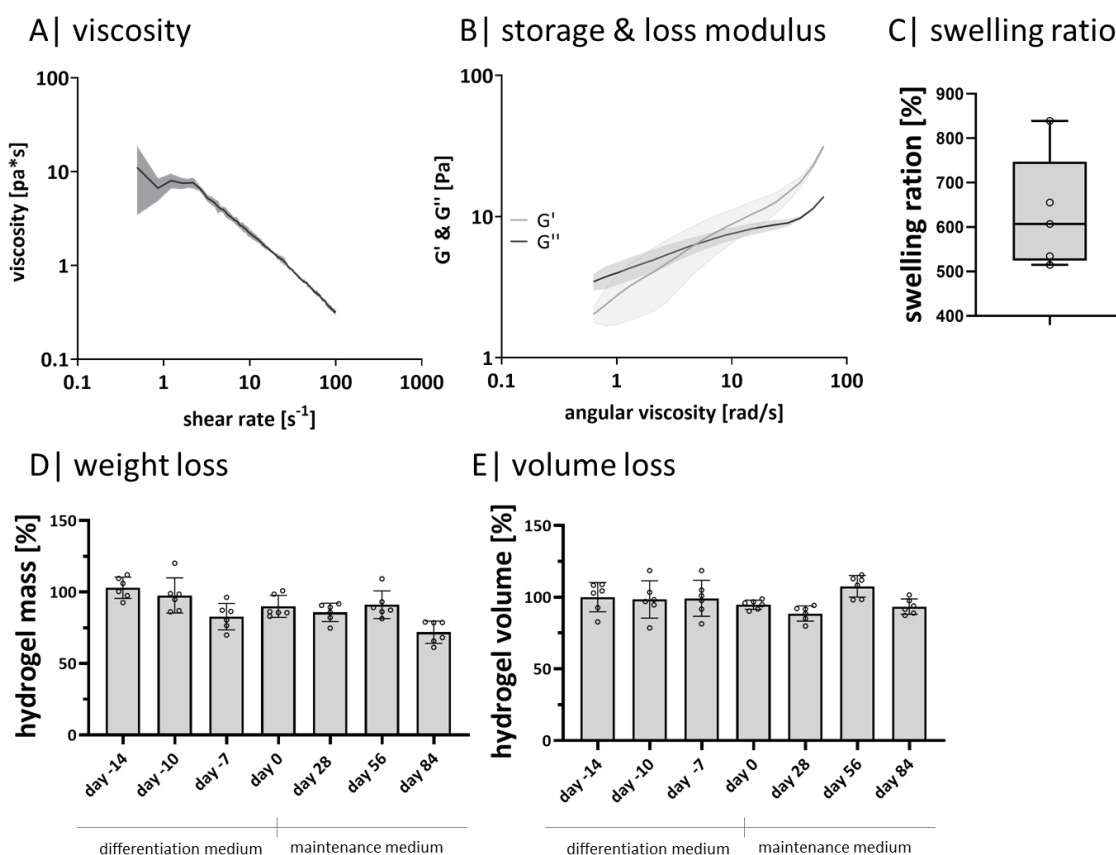 A| viscosity
B| storage & loss modulus
C| swelling ratio
viscosity [pa*s]
100
10
1
0.1
0.1 1 10 100 1000
shear rate [s-1]
G' & G'' [Pa]
100
10
1
G'
G''
0.1 1 10 100
angular viscosity [rad/s]
swelling ration [%]
900
800
700
600
500
400
D| weight loss
E| volume loss
hydrogel mass [%]
150
100
50
0
day -14 day -10 day -7 day 0 day 28 day 56 day 84
differentiation medium maintenance medium
hydrogel volume [%]
150
100
50
0
day -14 day -10 day -7 day 0 day 28 day 56 day 84
differentiation medium maintenance medium